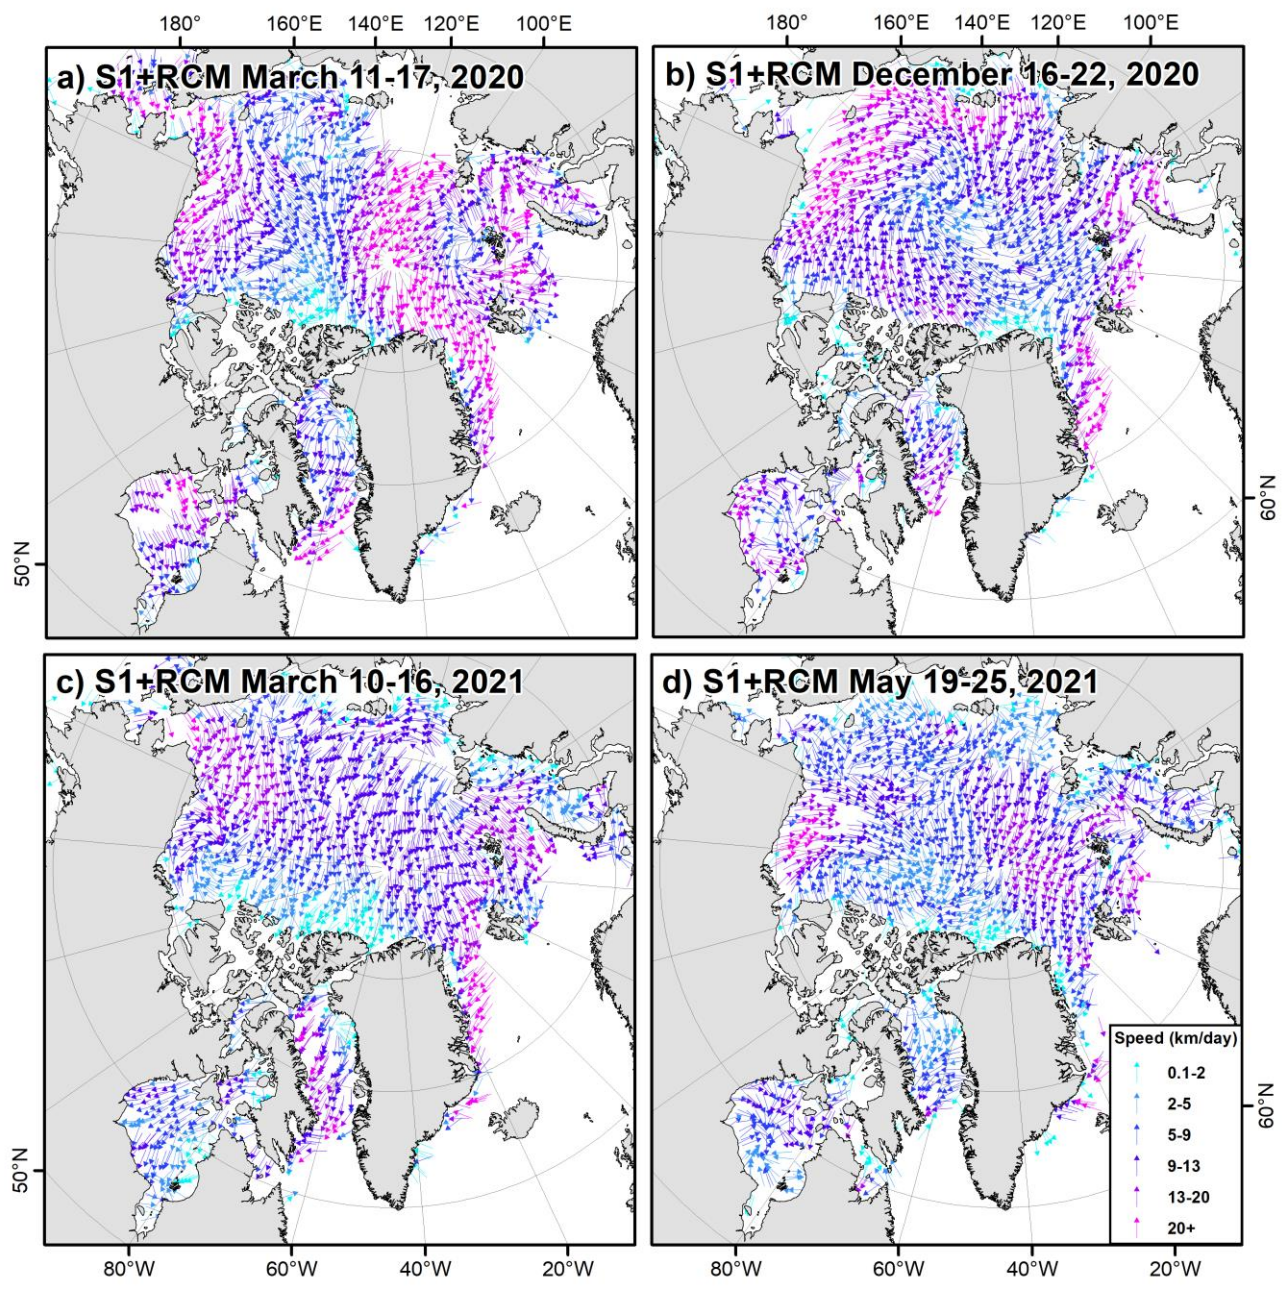 180° 160°E 140°E 120°E 100°E 180° 160°E 140°E 120°E 100°E
a) S1+RCM March 11-17, 2020
b) S1+RCM December 16-22, 2020
50°N
60°N
c) S1+RCM March 10-16, 2021
d) S1+RCM May 19-25, 2021
Speed (km/day)
0.1-2
2-5
5-9
9-13
13-20
20+
50°N
60°N
80°W 60°W 40°W 20°W 80°W 60°W 40°W 20°W